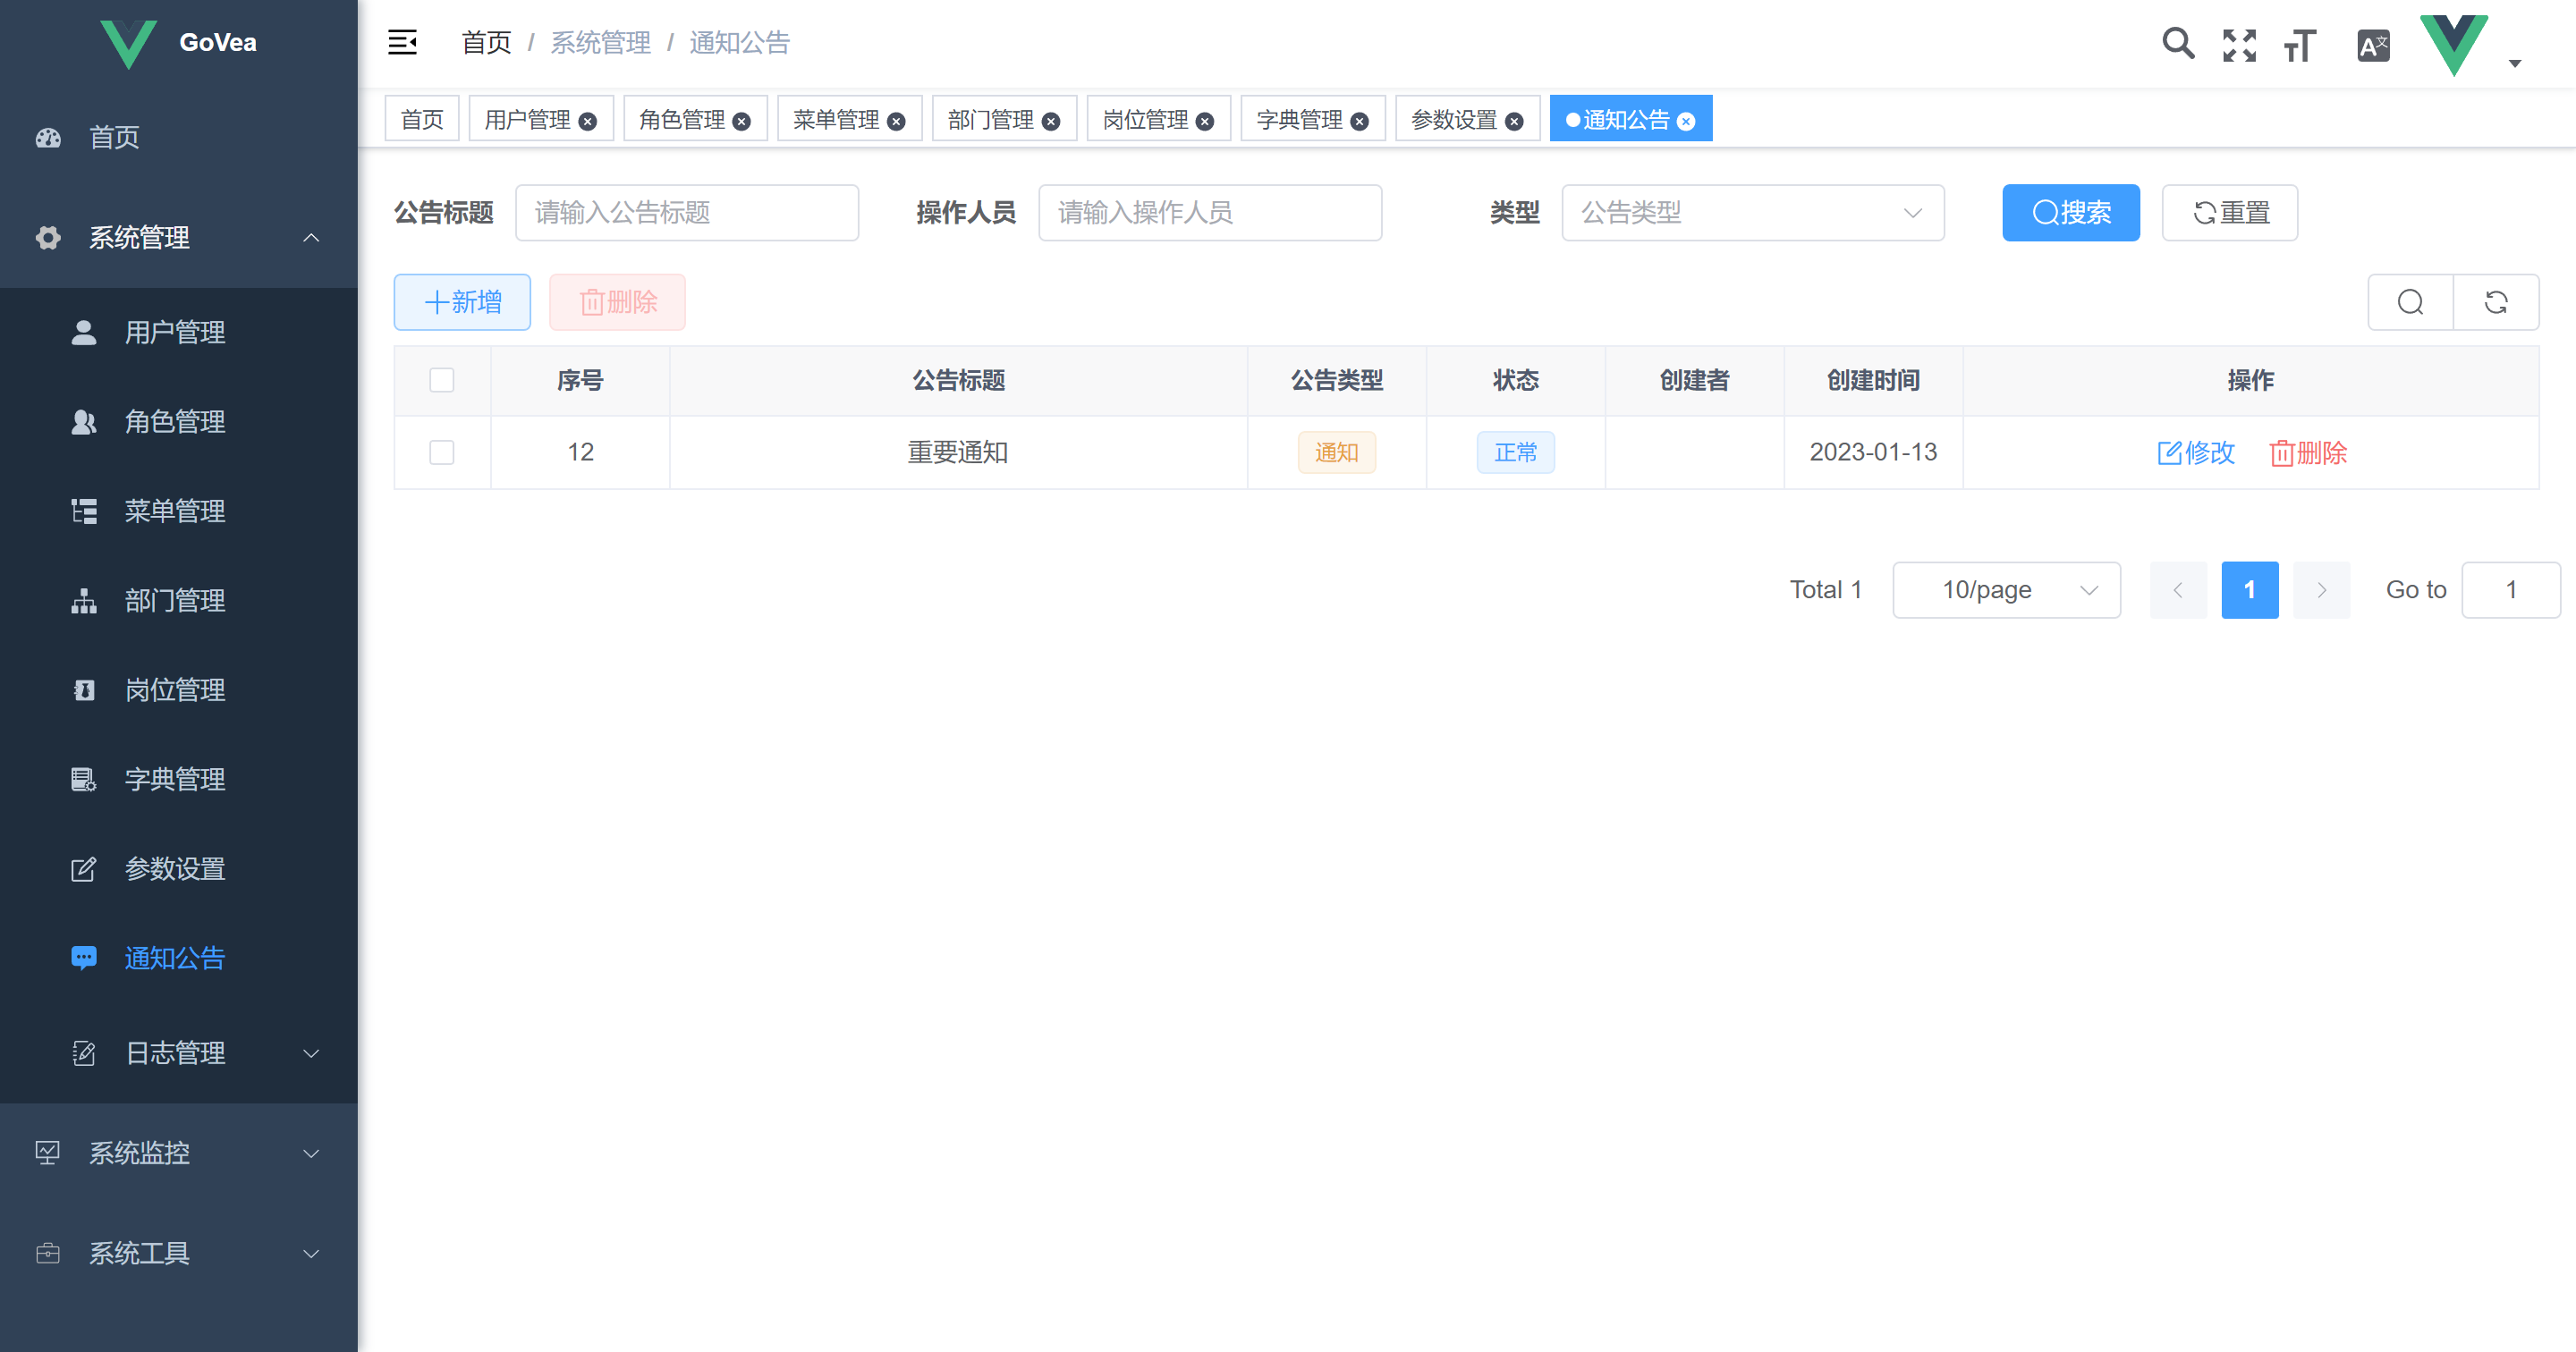 GoVea
首页
系统管理
用户管理
角色管理
菜单管理
部门管理
岗位管理
字典管理
参数设置
通知公告
日志管理
系统监控
系统工具
首页 / 系统管理 / 通知公告
首页 用户管理 角色管理 菜单管理 部门管理 岗位管理 字典管理 参数设置 通知公告
公告标题 请输入公告标题 操作人员 请输入操作人员 类型 公告类型 搜索 重置
新增 删除
序号 公告标题 公告类型 状态 创建者 创建时间 操作
12 重要通知 通知 正常 2023-01-13 修改 删除
Total 1 10/page 1 Go to 1